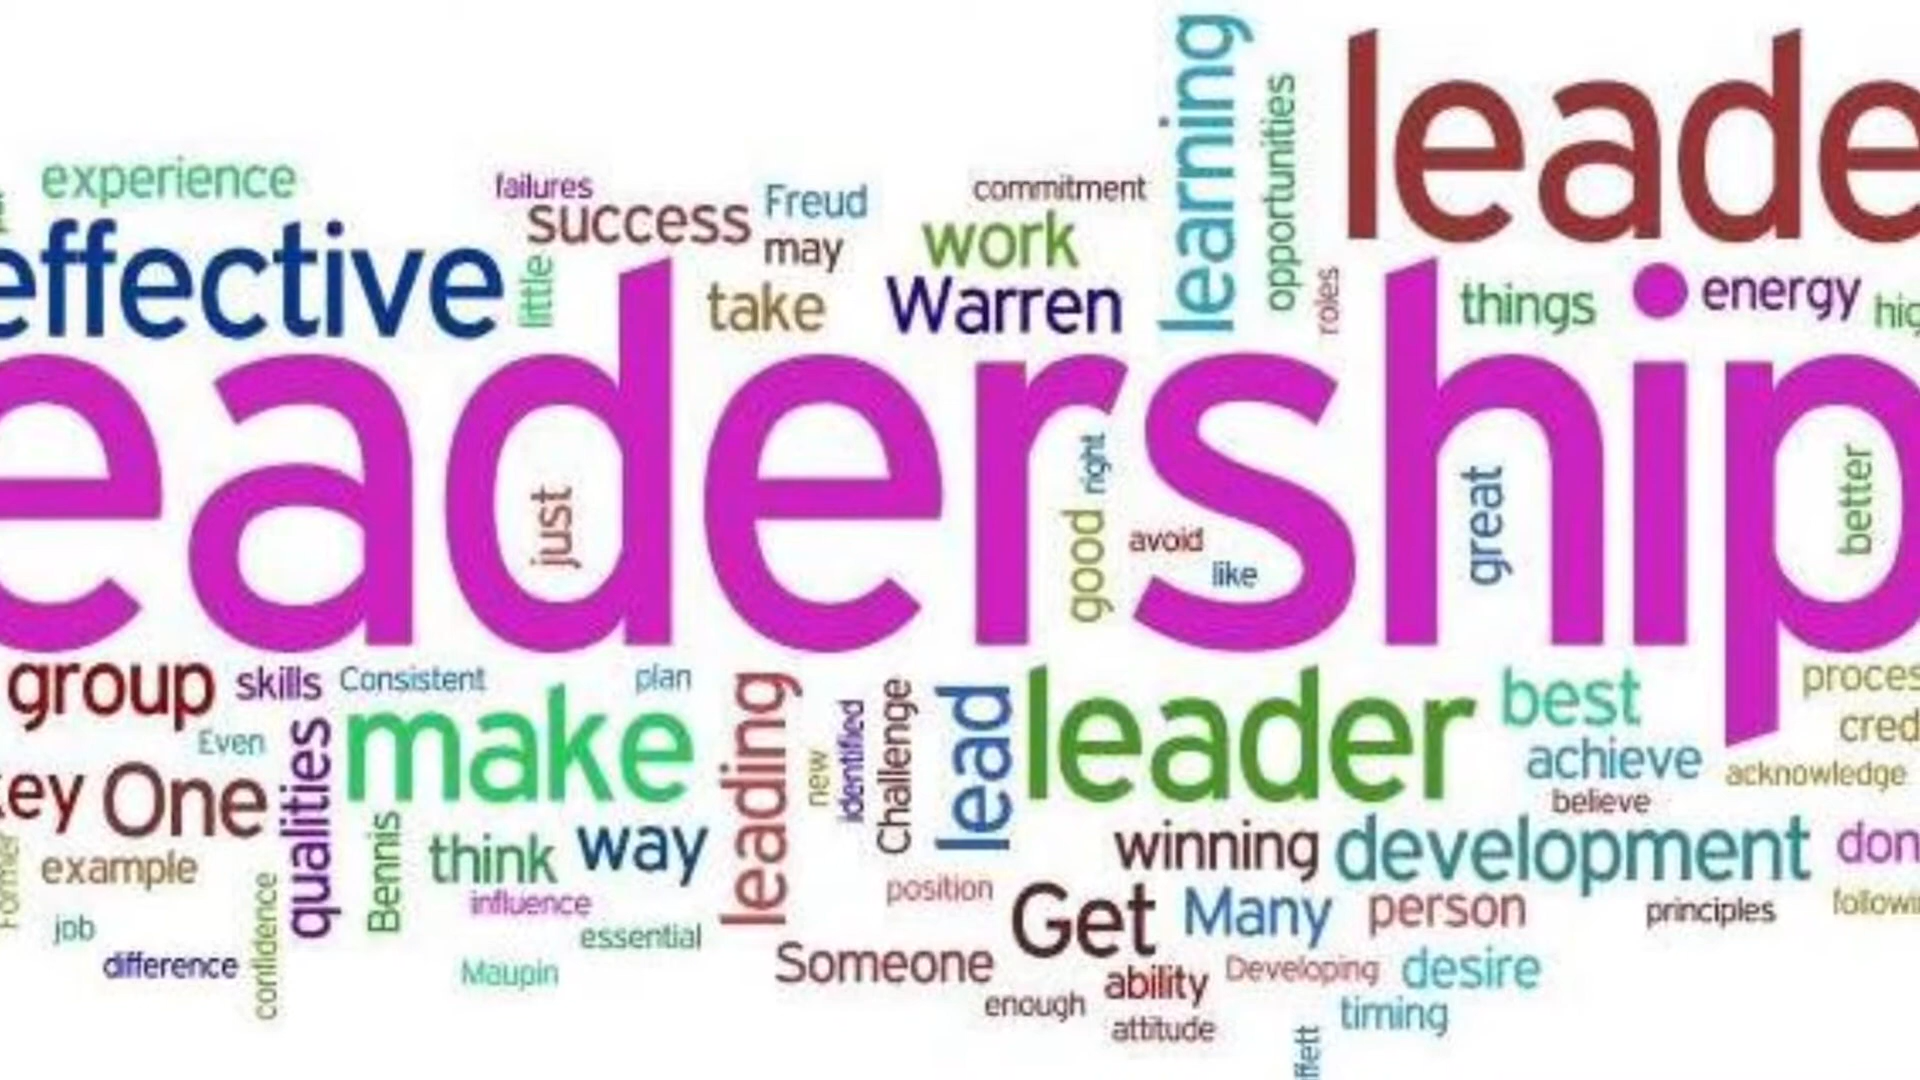 learning
opportunities
leade
experience
failures
success
Freud
may
commitment
work
effective
little
take
Warren
roles
things
energy
hig
eadership
just
right
good
avoid
like
great
better
group
skills
Consistent
plan
Even
qualities
make
leading
new
identified
Challenge
lead
leader
best
proces
cred
achieve
acknowledge
believe
key
One
example
Bennis
think
way
influence
essential
winning
development
don
position
Get
Many
person
principles
followi
Former
job
difference
confidence
Maupin
Someone
ability
Developing
desire
enough
attitude
timing
ffett